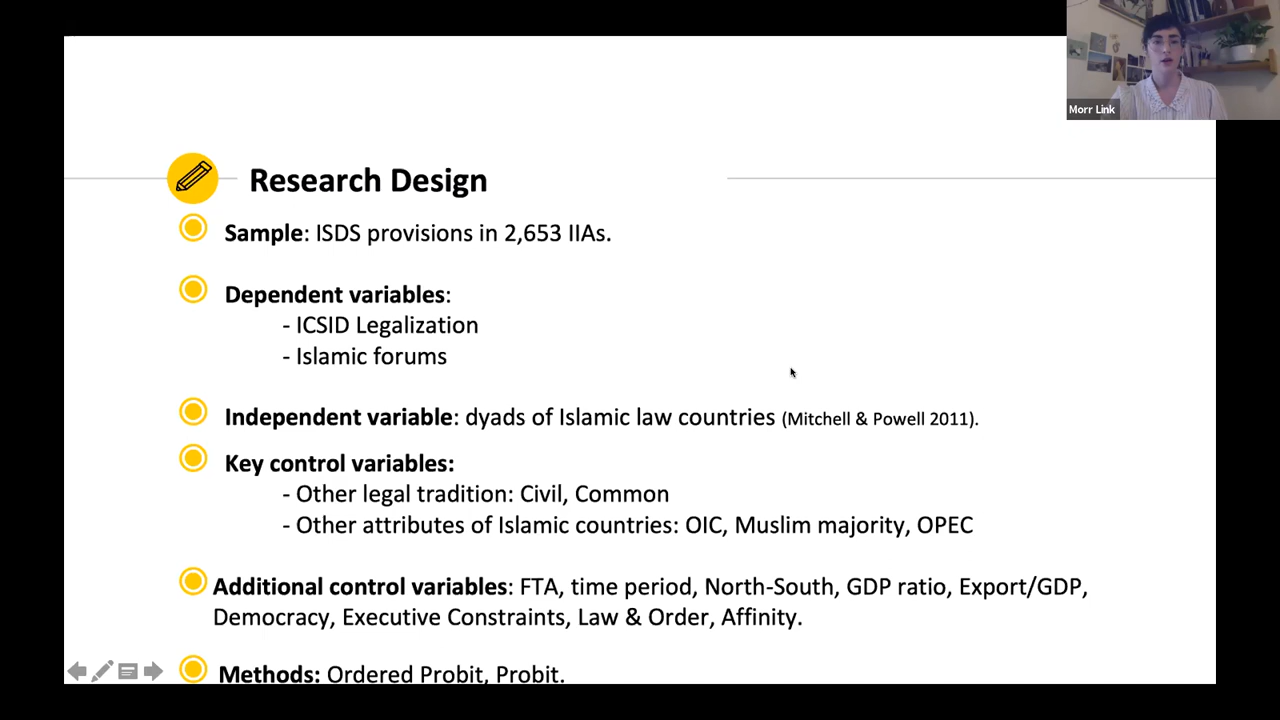 Morr Link
Research Design
Sample: ISDS provisions in 2,653 IIAs.
Dependent variables:
- ICSID Legalization
- Islamic forums
Independent variable: dyads of Islamic law countries (Mitchell & Powell 2011).
Key control variables:
- Other legal tradition: Civil, Common
- Other attributes of Islamic countries: OIC, Muslim majority, OPEC
Additional control variables: FTA, time period, North-South, GDP ratio, Export/GDP,
Democracy, Executive Constraints, Law & Order, Affinity.
Methods: Ordered Probit, Probit.